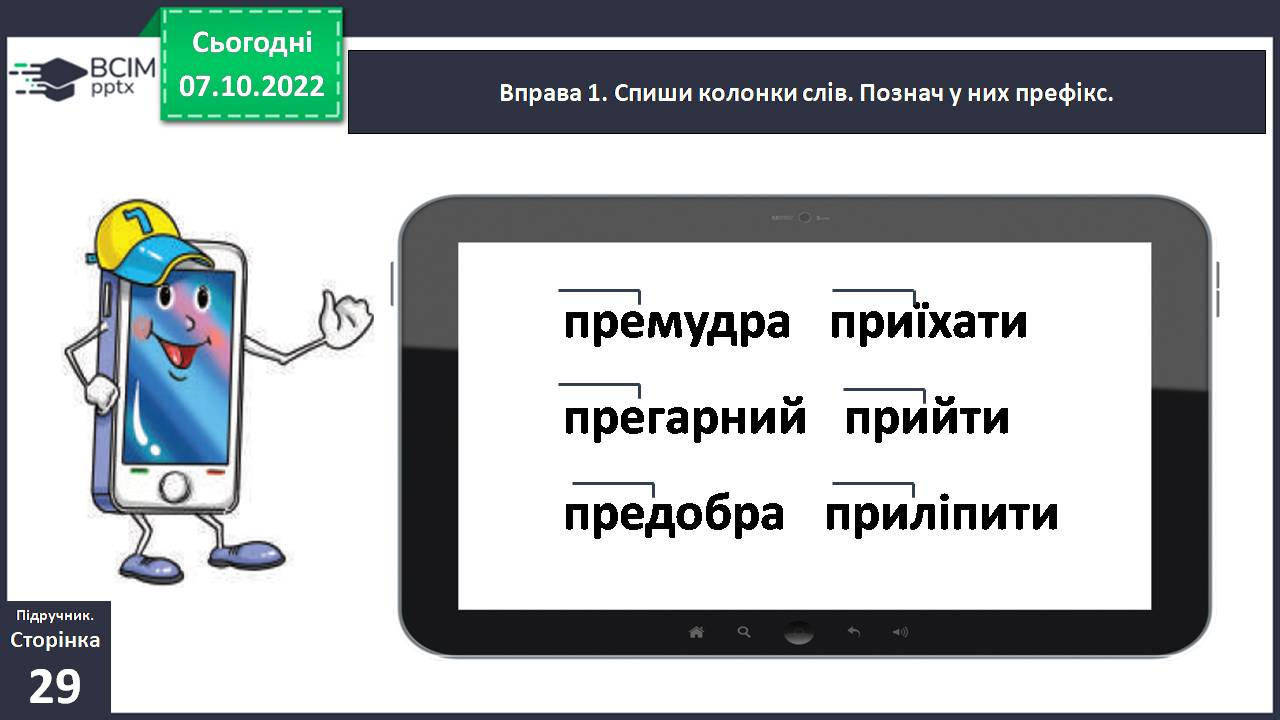 Сьогодні
07.10.2022
ВСІМ
pptx
Вправа 1. Спиши колонки слів. Познач у них префікс.
премудра приїхати
прегарний прийти
предобра приліпити
Підручник.
Сторінка
29